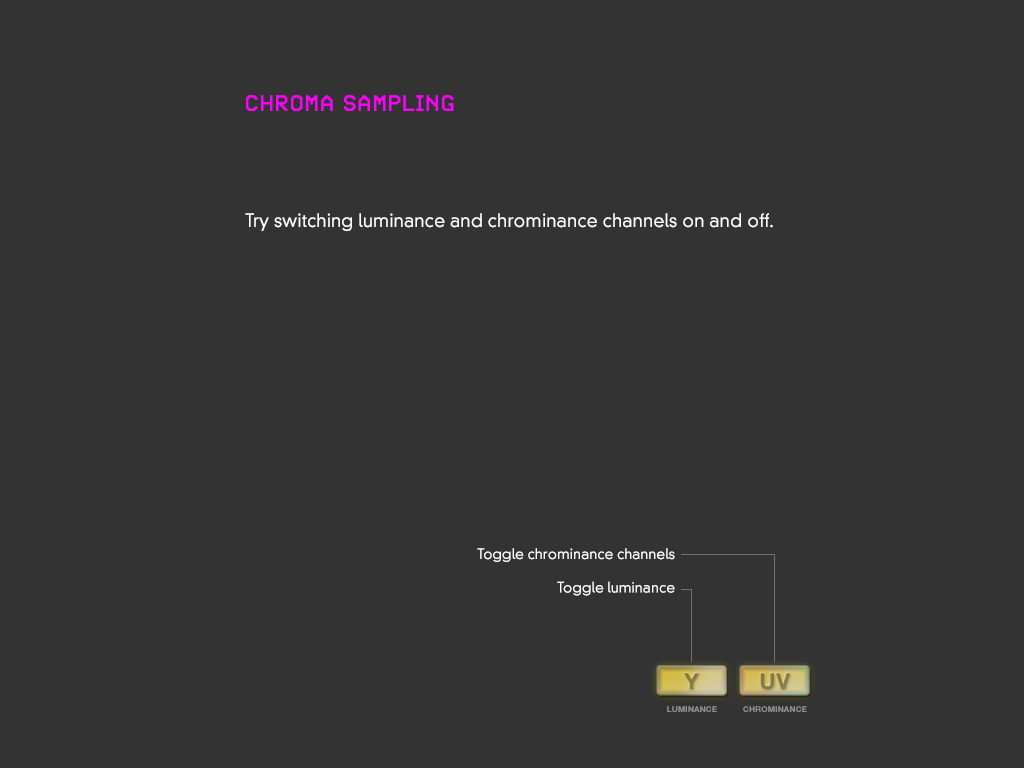 CHROMA SAMPLING
Try switching luminance and chrominance channels on and off.
Toggle chrominance channels
Toggle luminance
Y UV
LUMINANCE CHROMINANCE